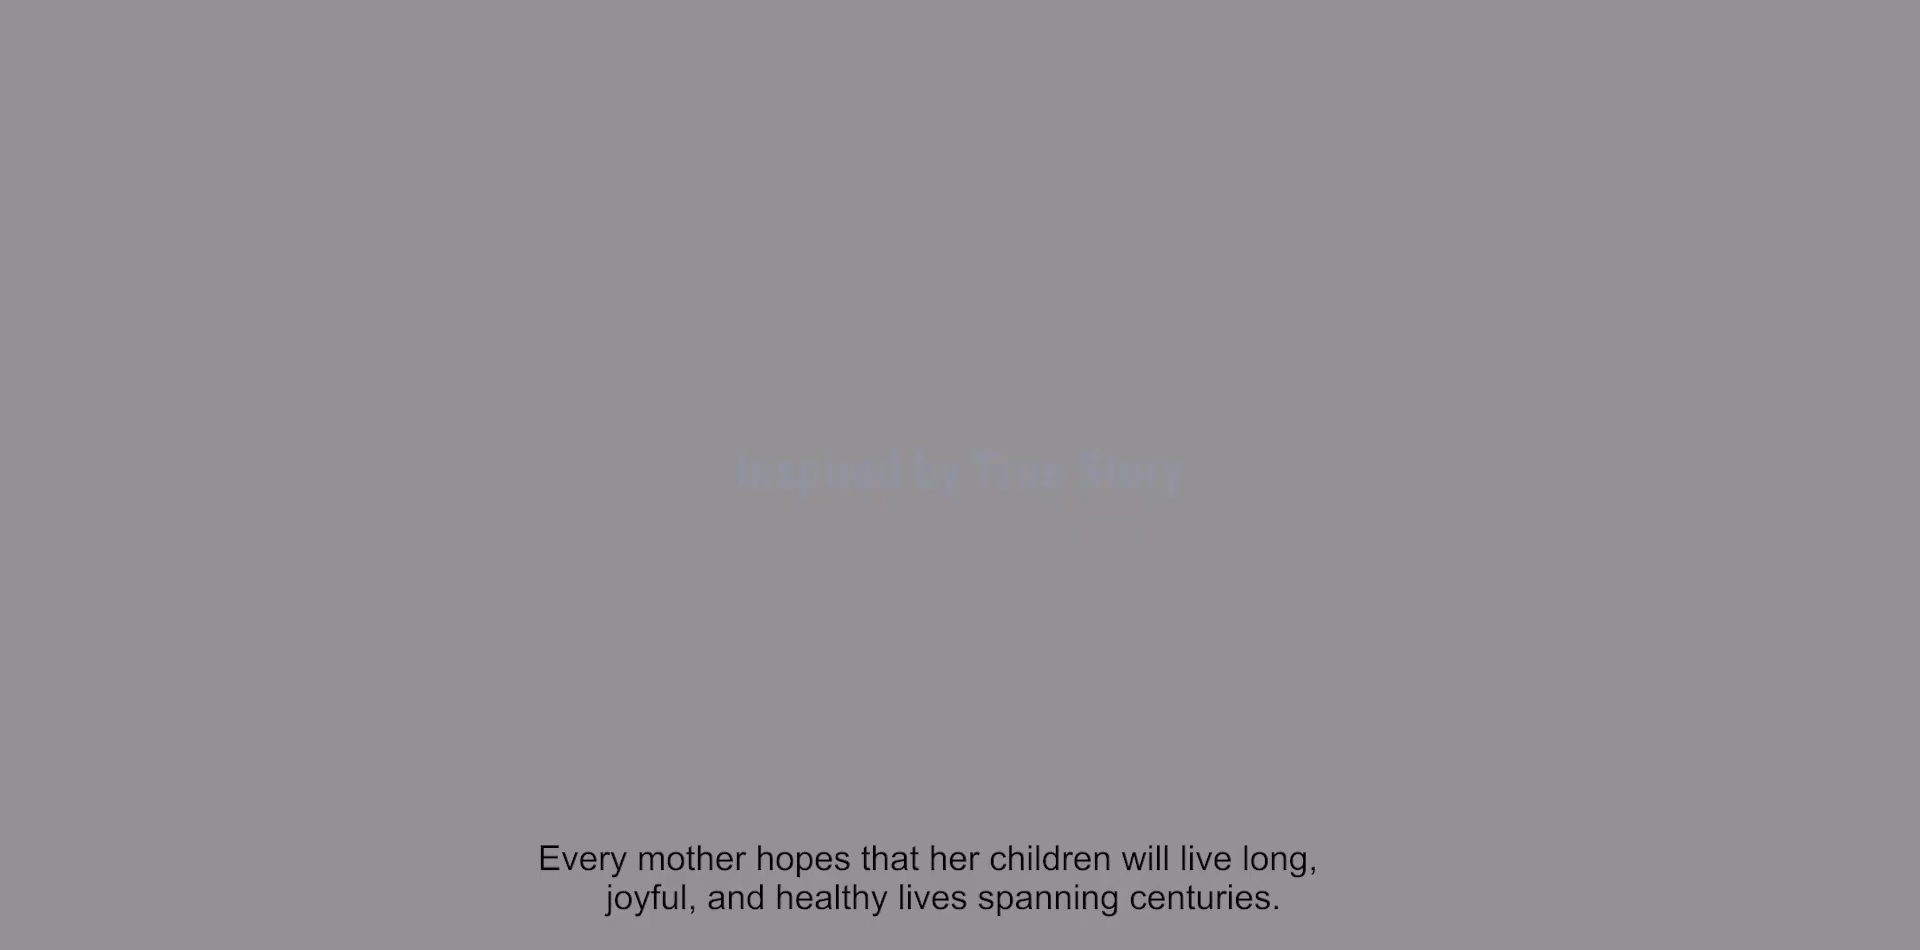 Inspired by True Story
Every mother hopes that her children will live long,
joyful, and healthy lives spanning centuries.